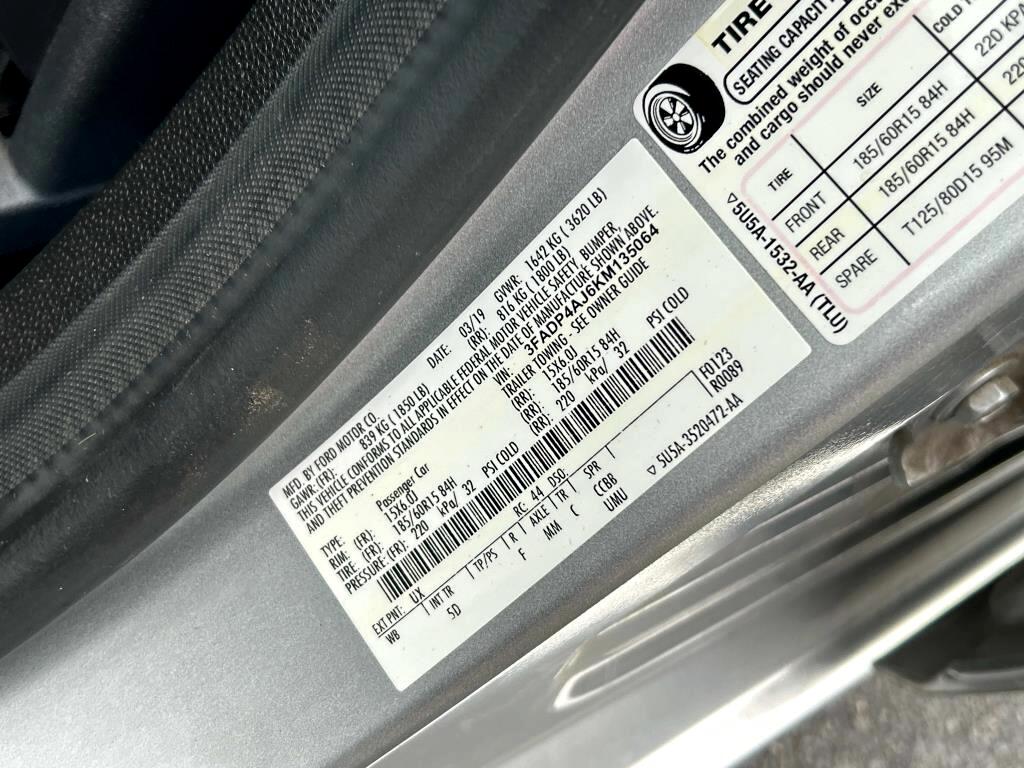 MFD. BY FORD MOTOR CO.
DATE: 03/19 GVWR: 1642 KG ( 3620 LB)
GAWR: (FR): 839 KG ( 1850 LB) (RR): 816 KG ( 1800 LB)
THIS VEHICLE CONFORMS TO ALL APPLICABLE FEDERAL MOTOR VEHICLE SAFETY, BUMPER,
AND THEFT PREVENTION STANDARDS IN EFFECT ON THE DATE OF MANUFACTURE SHOWN ABOVE.
VIN: 3FADP4AJ6KM135064
TYPE: Passenger Car TRAILER TOWING - SEE OWNER GUIDE
RIM: (FR): 15X6.0J (RR): 15X6.0J
TIRE: (FR): 185/60R15 84H (RR): 185/60R15 84H
PRESSURE: (FR): 220 kPa/ 32 PSI COLD (RR): 220 kPa/ 32 PSI COLD
EXT PNT: UX RC: 44 DSO: F0123
WB INT TR TP/PS R AXLE TR SPR R0089
5D F MM C CCBB
UMU ▽ 5U5A-3520472-AA
TIRE
SEATING CAPACIT
The combined weight of occu
and cargo should never exc
TIRE SIZE COLD
FRONT 185/60R15 84H 220 KPA
REAR 185/60R15 84H 220
SPARE T125/80D15 95M
▽5U5A-1532-AA (TLU)